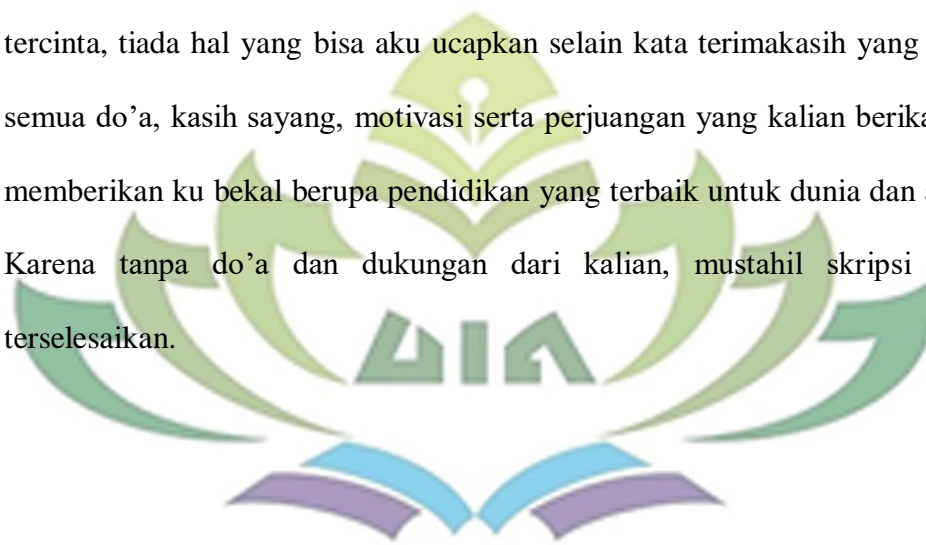 tercinta, tiada hal yang bisa aku ucapkan selain kata terimakasih yang
semua do’a, kasih sayang, motivasi serta perjuangan yang kalian berika
memberikan ku bekal berupa pendidikan yang terbaik untuk dunia dan
Karena tanpa do’a dan dukungan dari kalian, mustahil skripsi
terselesaikan.
UIN